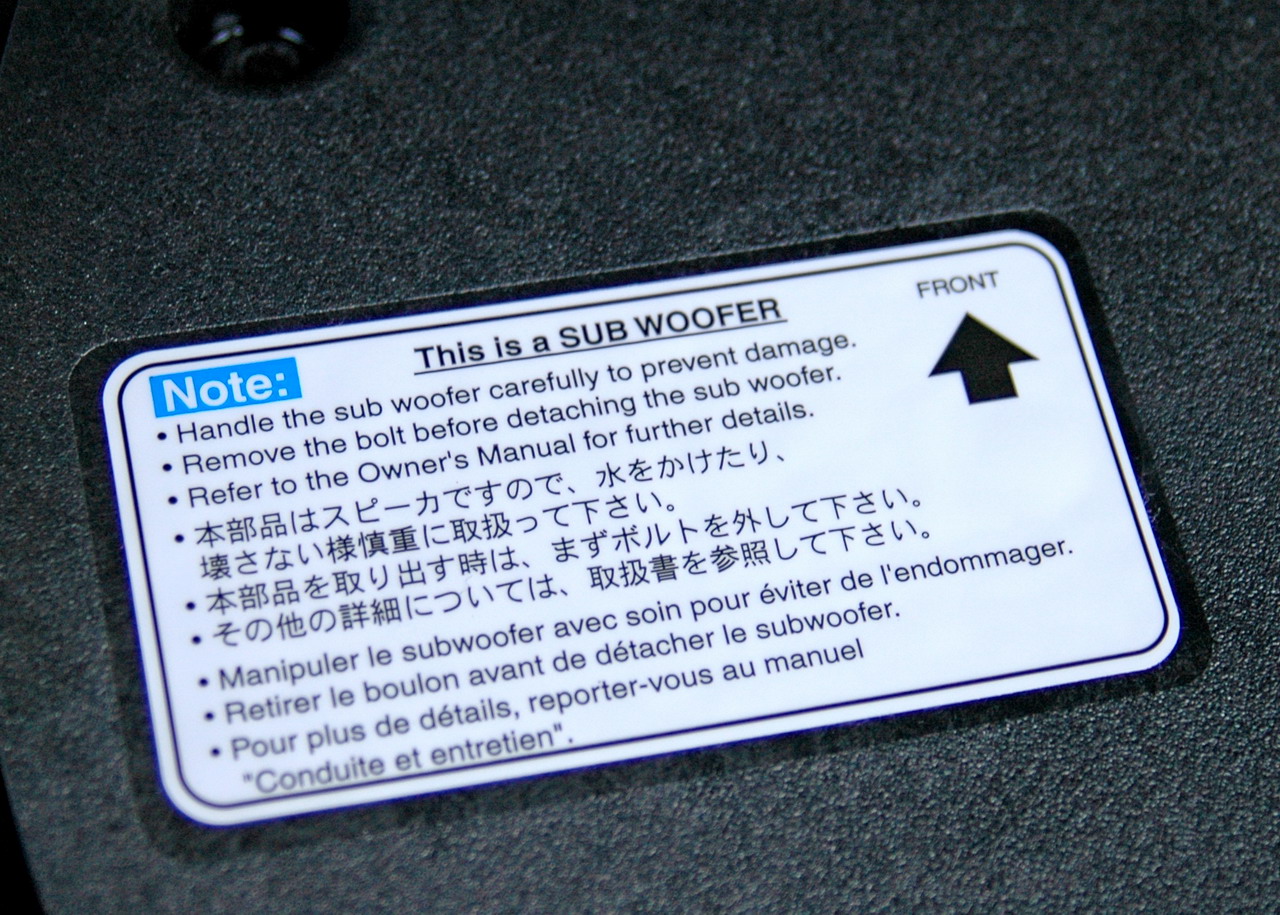 FRONT
This is a SUB WOOFER
Note:
• Handle the sub woofer carefully to prevent damage.
• Remove the bolt before detaching the sub woofer.
• Refer to the Owner's Manual for further details.
• 本部品はスピーカですので、水をかけたり、
壊さない様慎重に取扱って下さい。
• 本部品を取り出す時は、まずボルトを外して下さい。
• その他の詳細については、取扱書を参照して下さい。
• Manipuler le subwoofer avec soin pour éviter de l'endommager.
• Retirer le boulon avant de détacher le subwoofer.
• Pour plus de détails, reporter-vous au manuel
"Conduite et entretien".